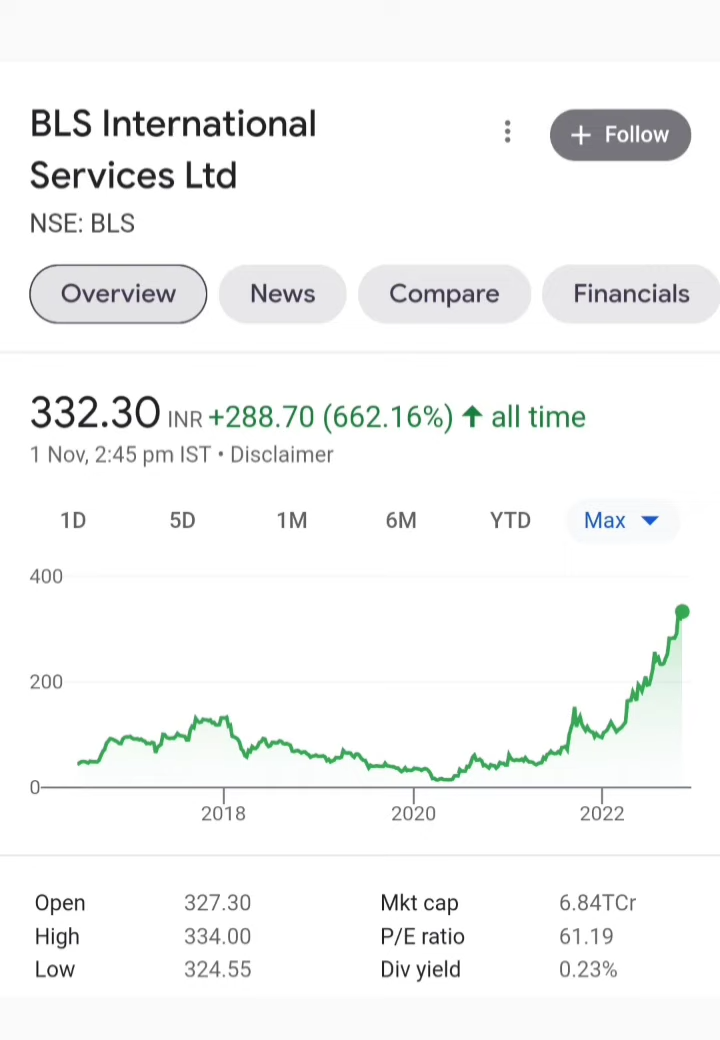 BLS International
Services Ltd
+ Follow
NSE: BLS
Overview News Compare Financials
332.30 INR +288.70 (662.16%) ↑ all time
1 Nov, 2:45 pm IST • Disclaimer
1D 5D 1M 6M YTD Max
400
200
0
2018 2020 2022
Open 327.30 Mkt cap 6.84TCr
High 334.00 P/E ratio 61.19
Low 324.55 Div yield 0.23%